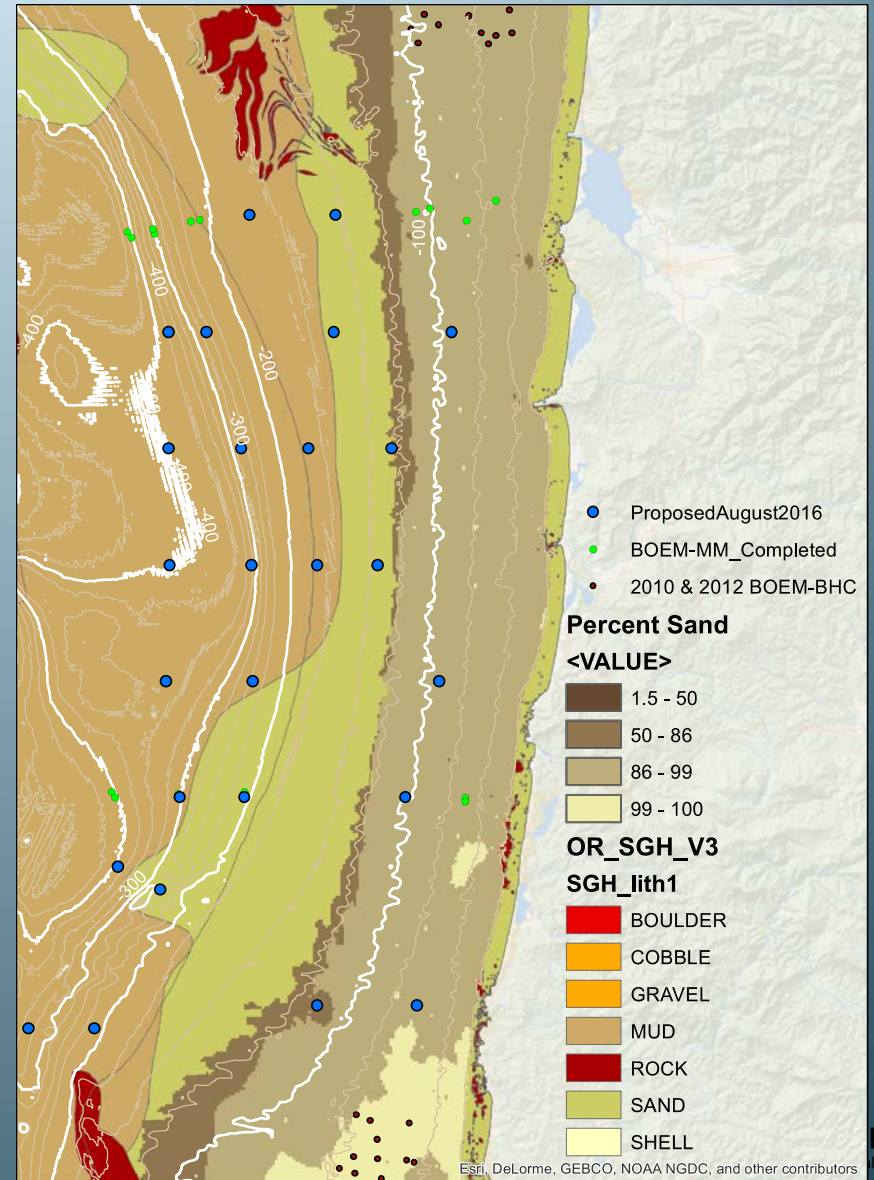 -100
-400
-400
-200
-300
-400
-400
-400
-300
ProposedAugust2016
BOEM-MM_Completed
2010 & 2012 BOEM-BHC
Percent Sand
<VALUE>
1.5 - 50
50 - 86
86 - 99
99 - 100
OR_SGH_V3
SGH_lith1
BOULDER
COBBLE
GRAVEL
MUD
ROCK
SAND
SHELL
Esri, DeLorme, GEBCO, NOAA NGDC, and other contributors